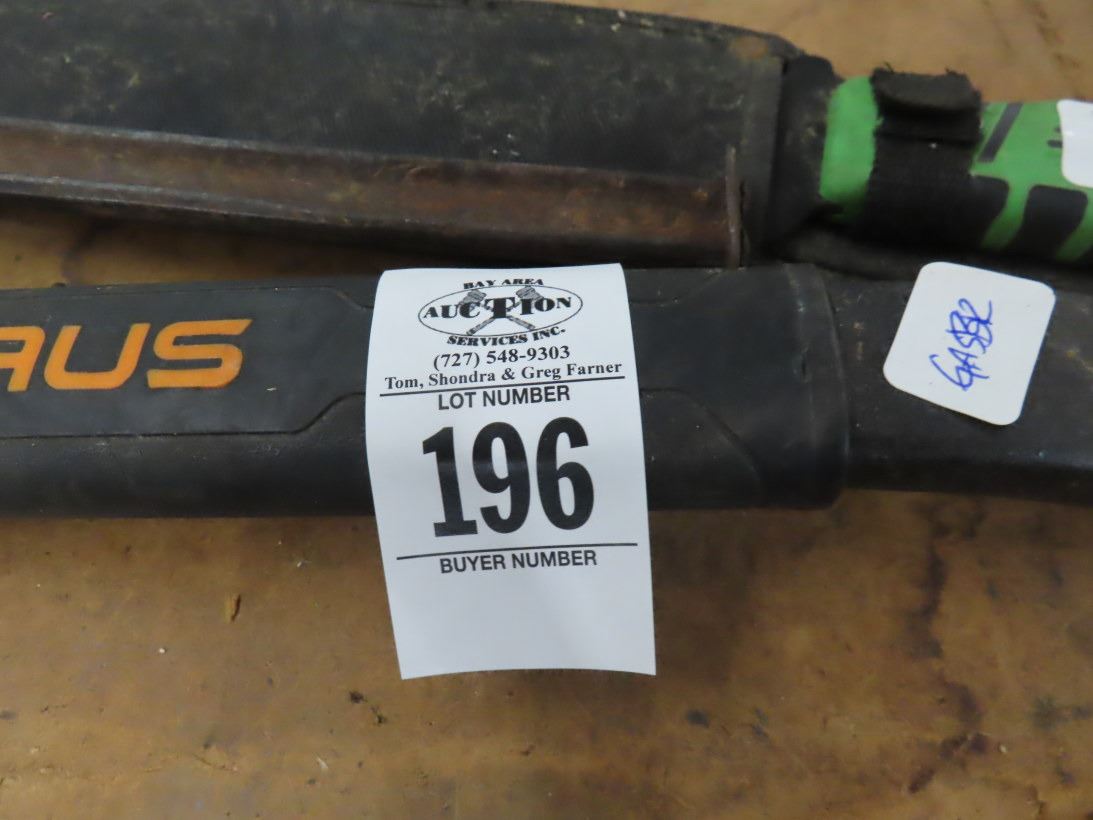 AUS
BAY AREA
AUCTION
SERVICES INC.
(727) 548-9303
Tom, Shondra & Greg Farner
LOT NUMBER
196
BUYER NUMBER